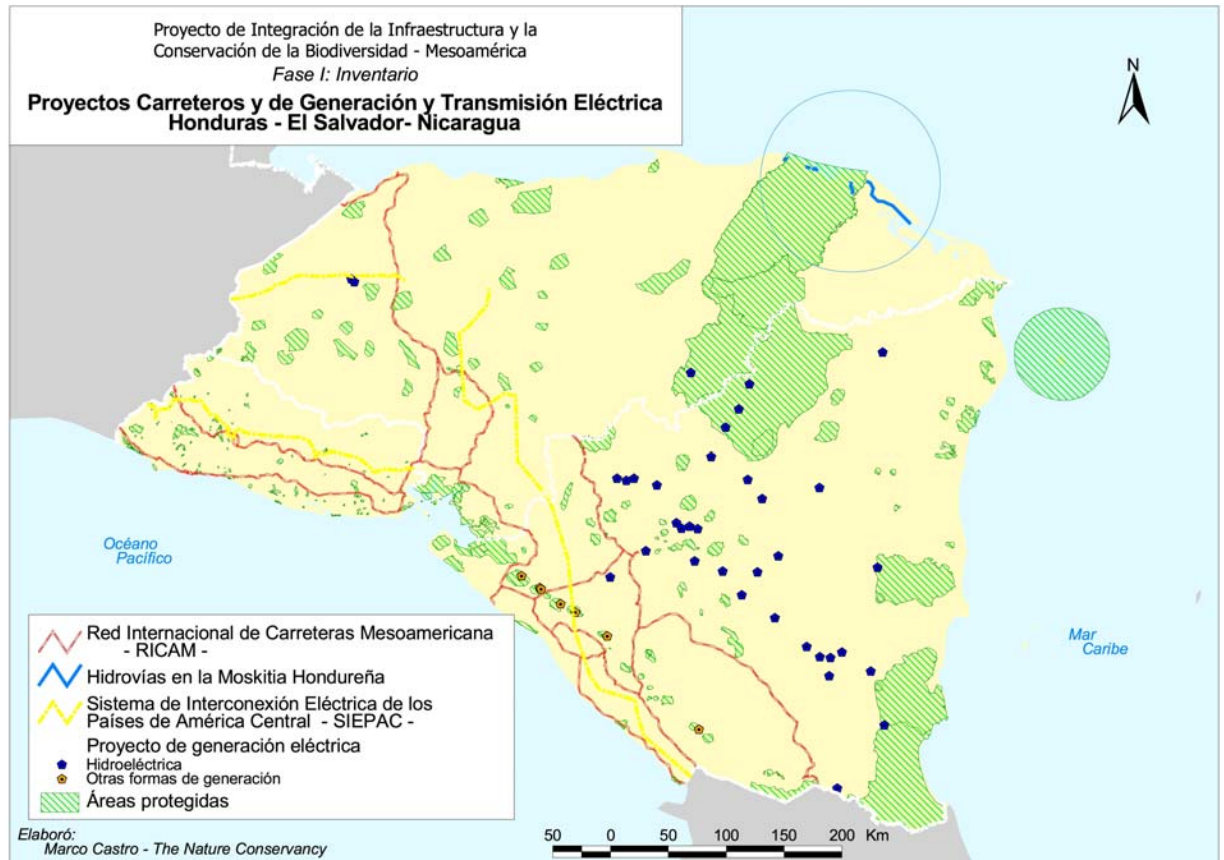 Proyecto de Integración de la Infraestructura y la
Conservación de la Biodiversidad - Mesoamérica
Fase I: Inventario
Proyectos Carreteros y de Generación y Transmisión Eléctrica
Honduras - El Salvador- Nicaragua
N
Océano
Pacífico
Mar
Caribe
Red Internacional de Carreteras Mesoamericana
- RICAM -
Hidrovías en la Moskitia Hondureña
Sistema de Interconexión Eléctrica de los
Países de América Central - SIEPAC -
Proyecto de generación eléctrica
Hidroeléctrica
Otras formas de generación
Áreas protegidas
Elaboró:
Marco Castro - The Nature Conservancy
50 0 50 100 150 200 Km